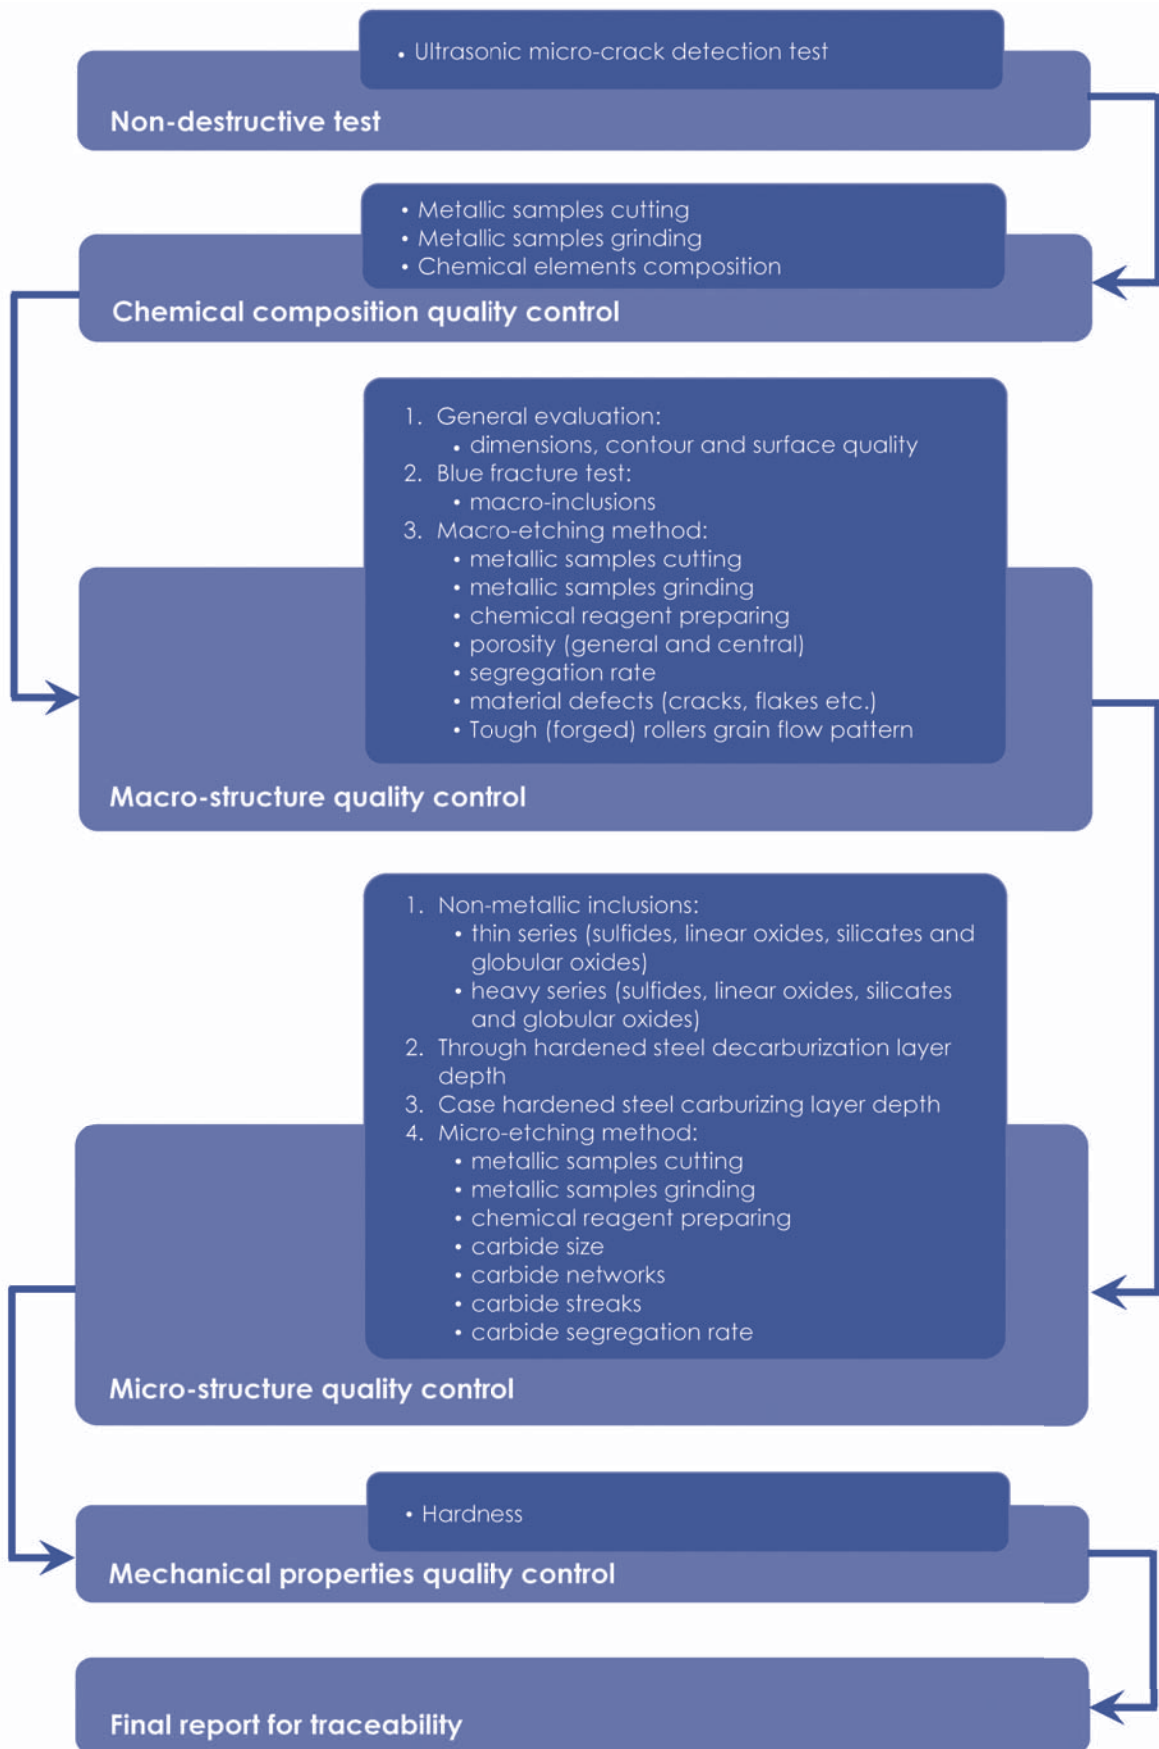 • Ultrasonic micro-crack detection test
Non-destructive test
• Metallic samples cutting
• Metallic samples grinding
• Chemical elements composition
Chemical composition quality control
1. General evaluation:
• dimensions, contour and surface quality
2. Blue fracture test:
• macro-inclusions
3. Macro-etching method:
• metallic samples cutting
• metallic samples grinding
• chemical reagent preparing
• porosity (general and central)
• segregation rate
• material defects (cracks, flakes etc.)
• Tough (forged) rollers grain flow pattern
Macro-structure quality control
1. Non-metallic inclusions:
• thin series (sulfides, linear oxides, silicates and
globular oxides)
• heavy series (sulfides, linear oxides, silicates
and globular oxides)
2. Through hardened steel decarburization layer
depth
3. Case hardened steel carburizing layer depth
4. Micro-etching method:
• metallic samples cutting
• metallic samples grinding
• chemical reagent preparing
• carbide size
• carbide networks
• carbide streaks
• carbide segregation rate
Micro-structure quality control
• Hardness
Mechanical properties quality control
Final report for traceability